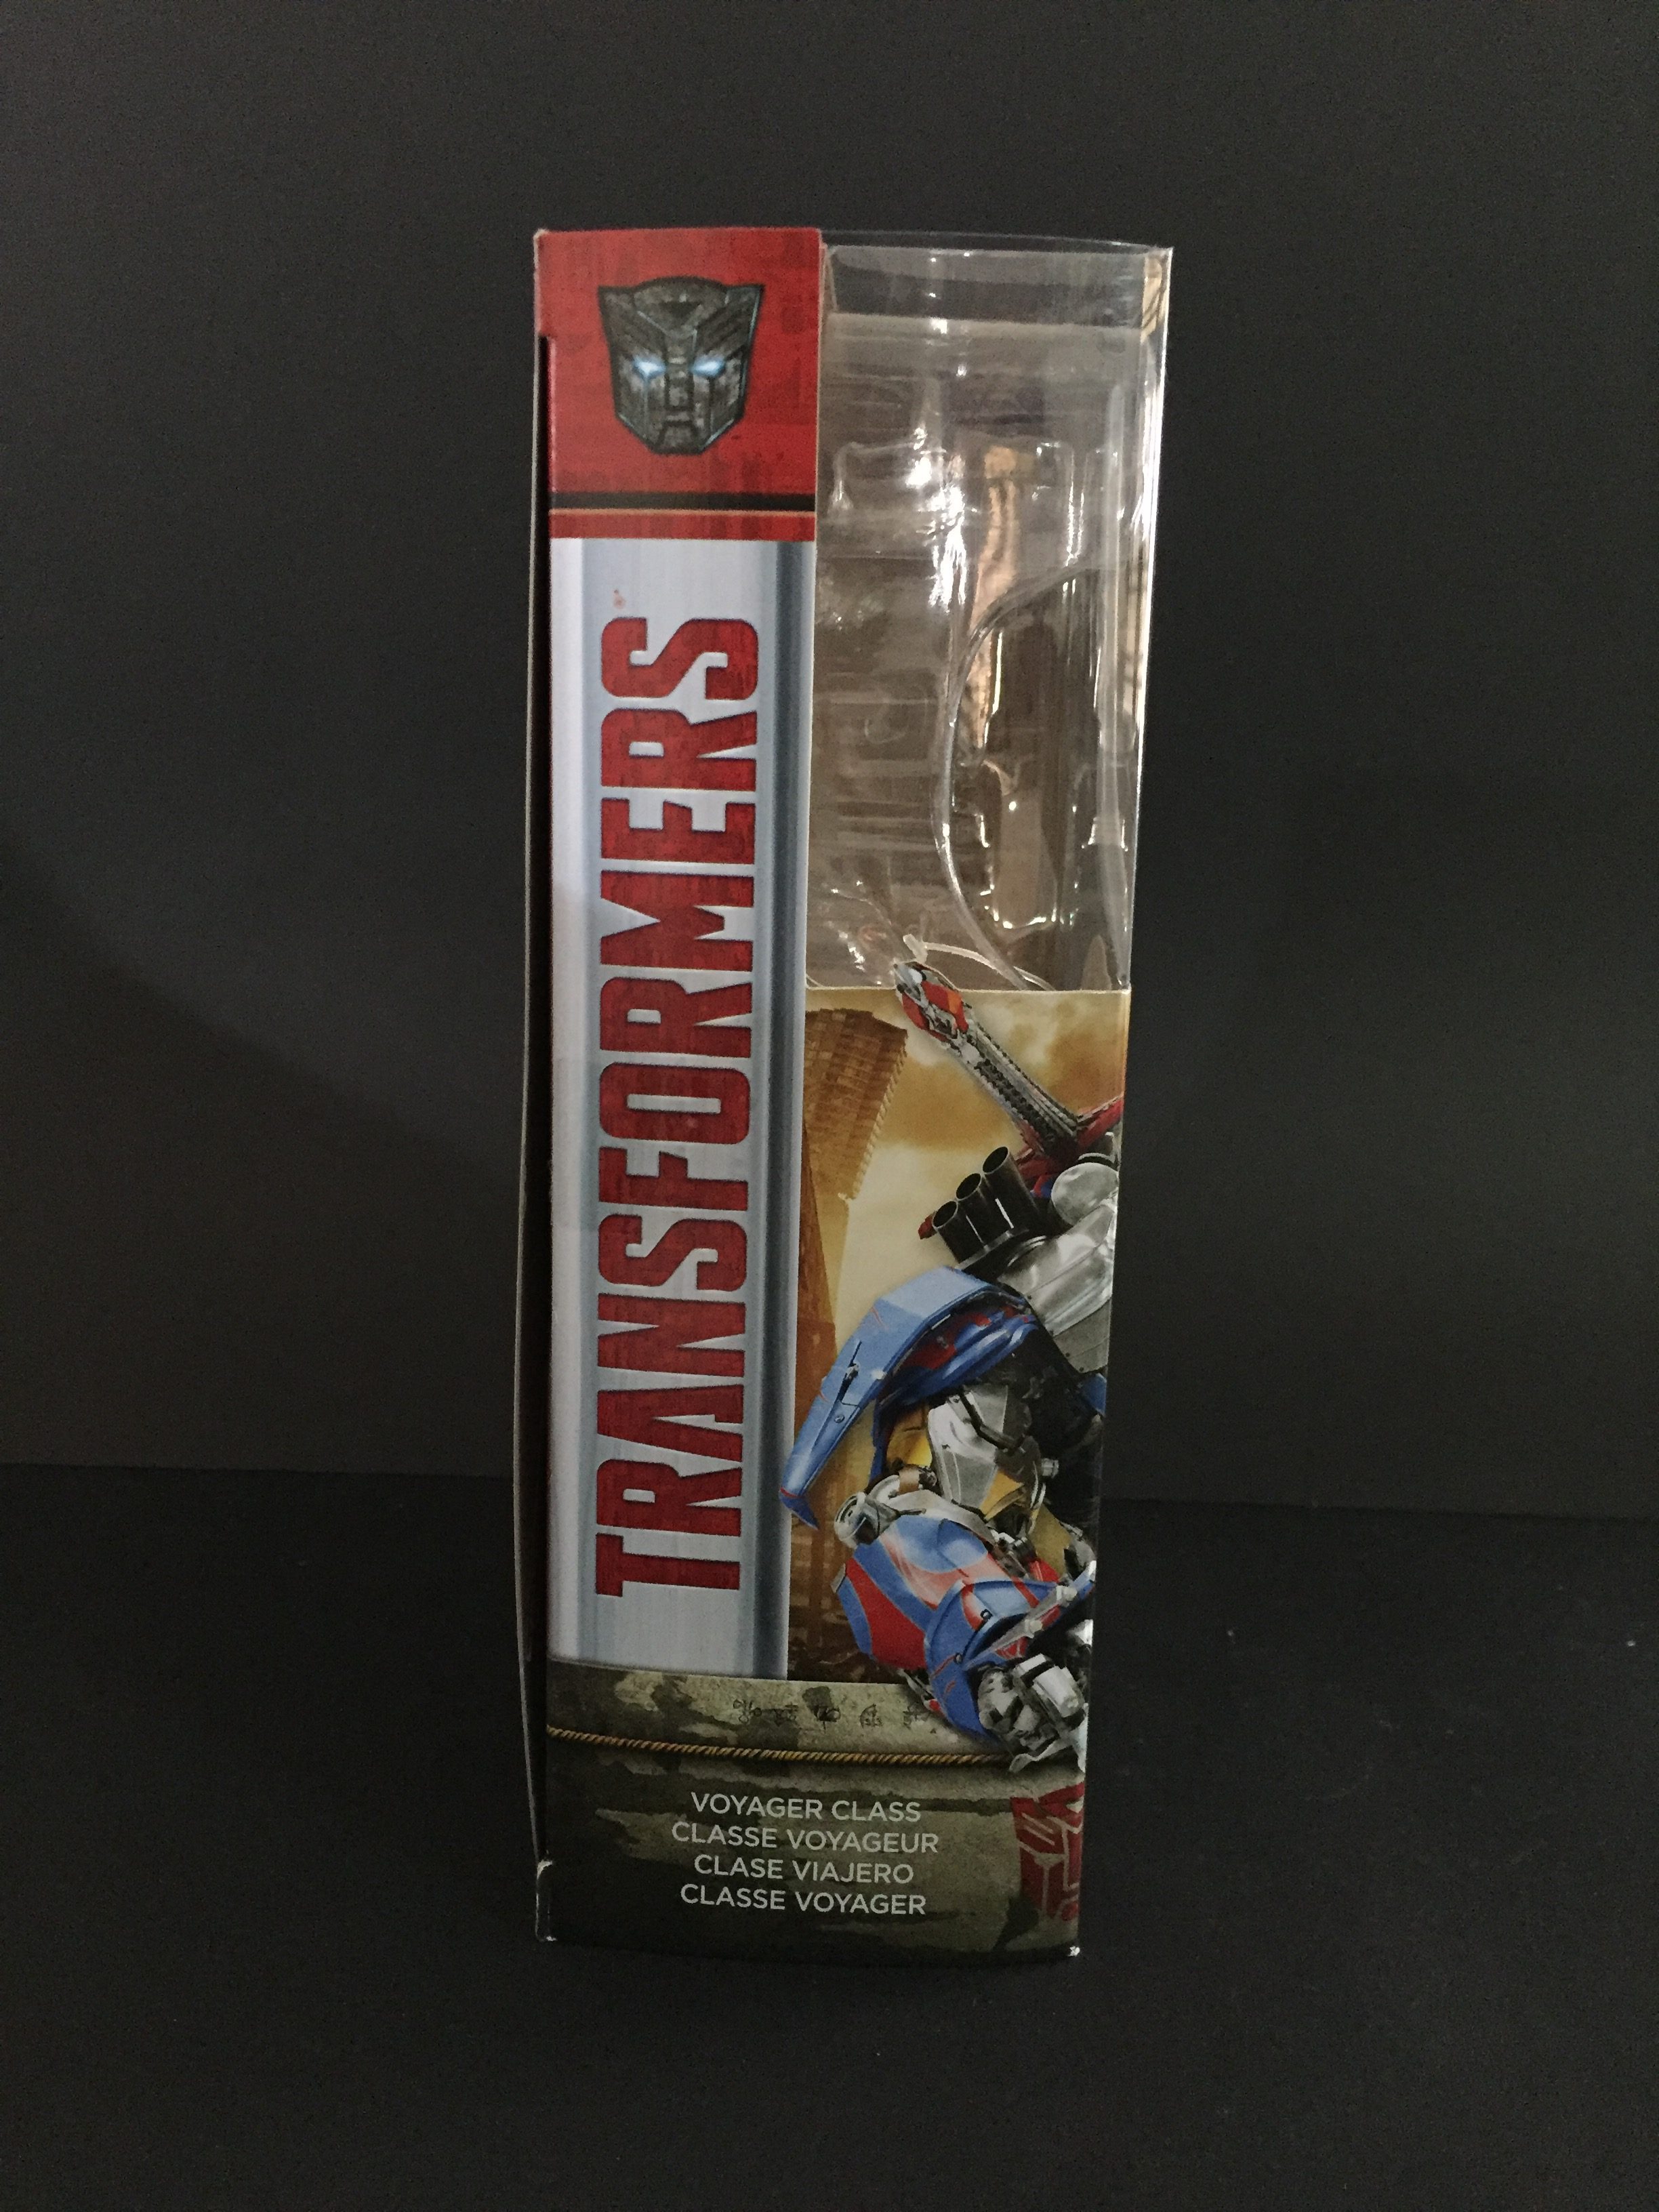 TRANSFORMERS
VOYAGER CLASS
CLASSE VOYAGEUR
CLASE VIAJERO
CLASSE VOYAGER